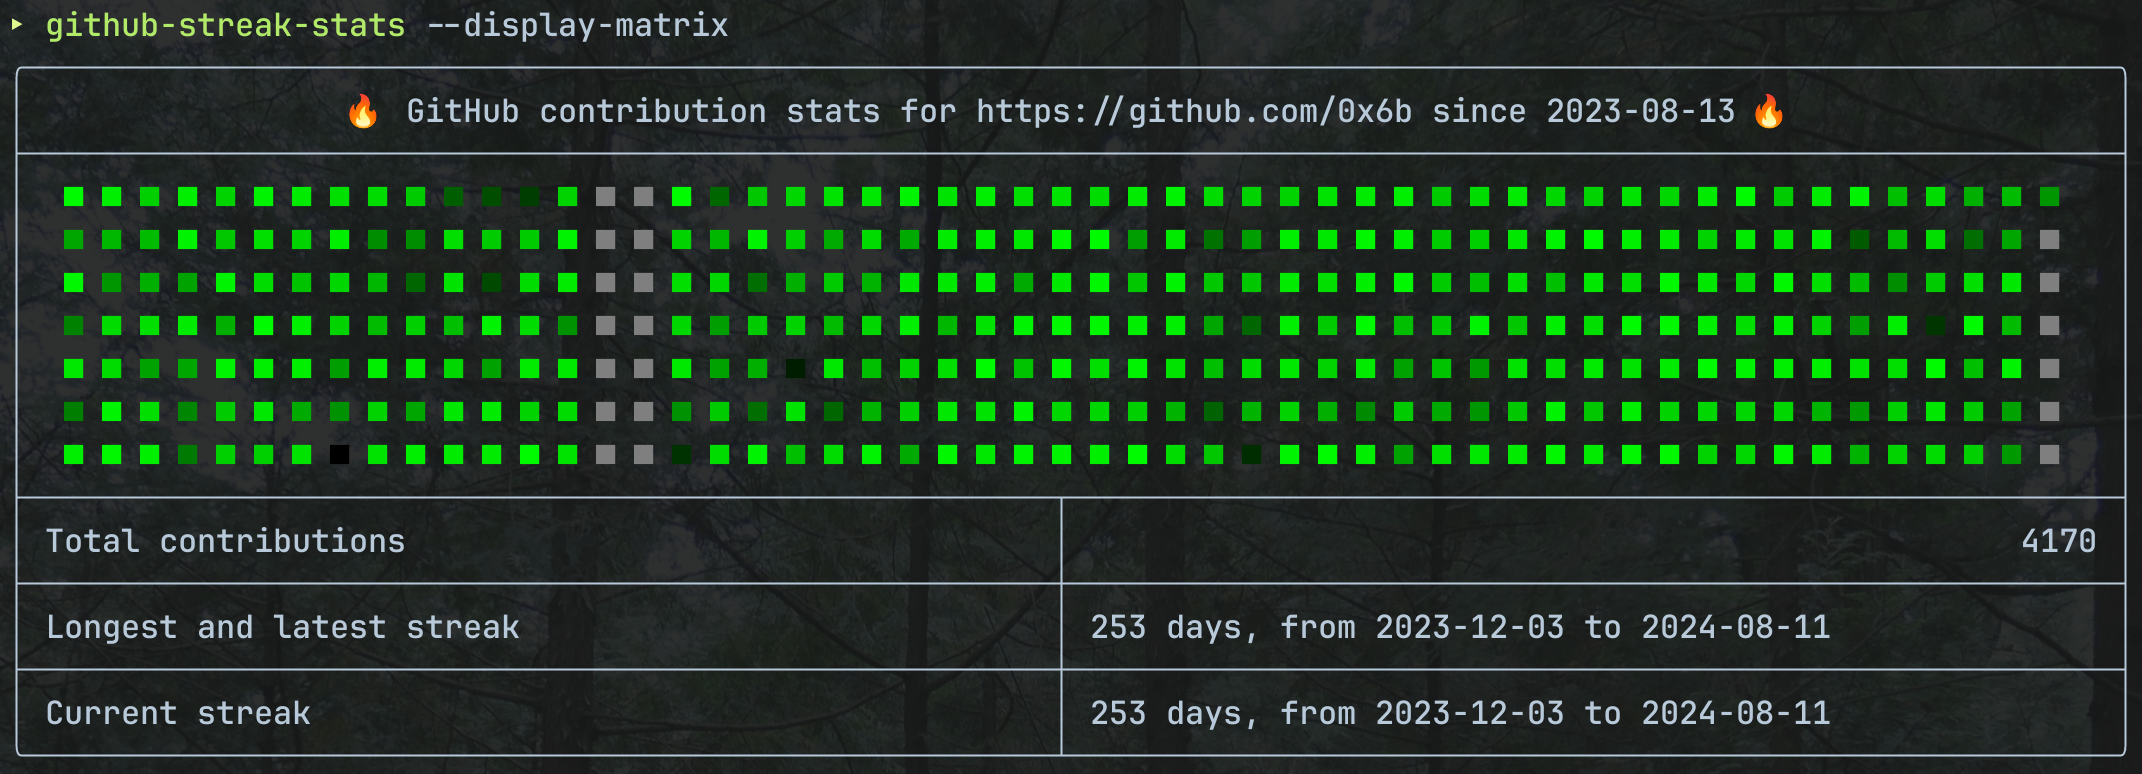 ▸ github-streak-stats --display-matrix
🔥 GitHub contribution stats for https://github.com/0x6b since 2023-08-13 🔥
Total contributions 4170
Longest and latest streak 253 days, from 2023-12-03 to 2024-08-11
Current streak 253 days, from 2023-12-03 to 2024-08-11